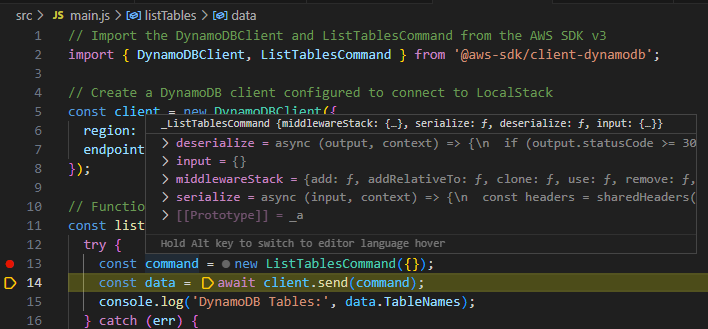 src > JS main.js > listTables > data
1 // Import the DynamoDBClient and ListTablesCommand from the AWS SDK v3
2 import { DynamoDBClient, ListTablesCommand } from '@aws-sdk/client-dynamodb';
3
4 // Create a DynamoDB client configured to connect to LocalStack
5 const client = new DynamoDBClient({
6 region:
7 endpoint
8 });
9
10 // Functio
11 const list
12 try {
13 const command = new ListTablesCommand({});
14 const data = await client.send(command);
15 console.log('DynamoDB Tables:', data.TableNames);
16 } catch (err) {
_ListTablesCommand {middlewareStack: {…}, serialize: ƒ, deserialize: ƒ, input: {…}}
> deserialize = async (output, context) => {\n  if (output.statusCode >= 30
> input = {}
> middlewareStack = {add: ƒ, addRelativeTo: ƒ, clone: ƒ, use: ƒ, remove: ƒ,
> serialize = async (input, context) => {\n  const headers = sharedHeaders(
> [[Prototype]] = _a
Hold Alt key to switch to editor language hover